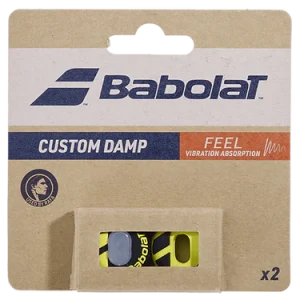 BABOLAT
CUSTOM DAMP
FEEL
VIBRATION ABSORPTION
x2